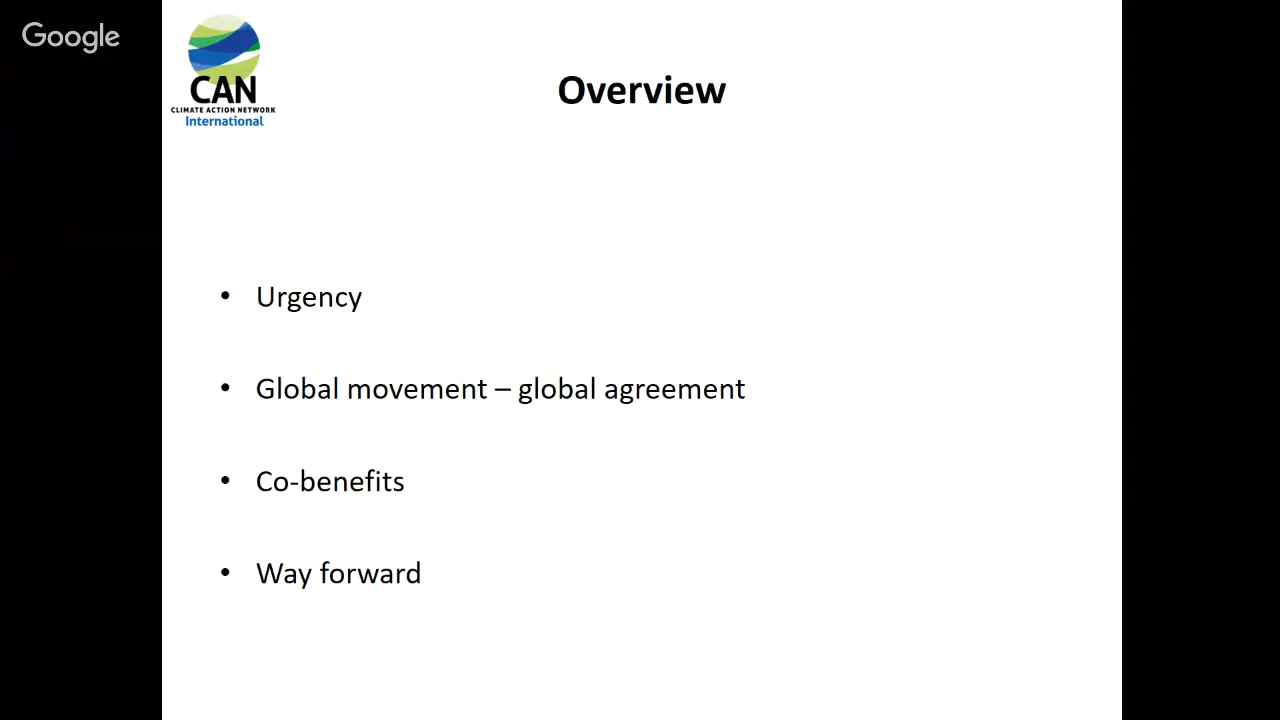 Google
CAN
CLIMATE ACTION NETWORK
International
Overview
• Urgency
• Global movement – global agreement
• Co-benefits
• Way forward